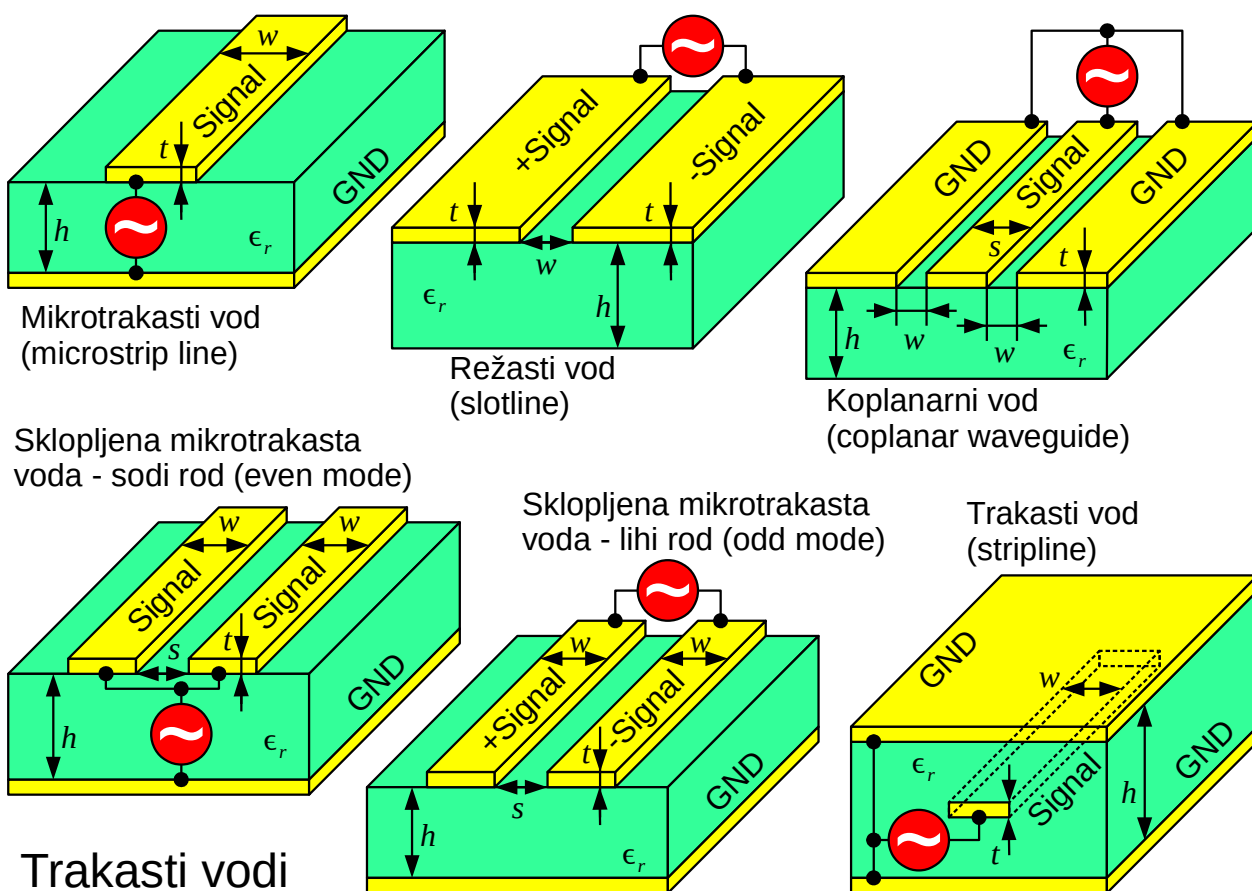 w
Signal
t
h
ϵr
GND
Mikrotrakasti vod
(microstrip line)
+Signal
-Signal
t
t
w
ϵr
h
Režasti vod
(slotline)
GND
Signal
GND
s
t
h
w
w
ϵr
Koplanarni vod
(coplanar waveguide)
Sklopljena mikrotrakasta
voda - sodi rod (even mode)
w
w
Signal
Signal
s
t
h
ϵr
GND
Sklopljena mikrotrakasta
voda - lihi rod (odd mode)
w
w
+Signal
-Signal
t
s
h
ϵr
GND
Trakasti vod
(stripline)
GND
w
ϵr
Signal
h
GND
t
Trakasti vodi